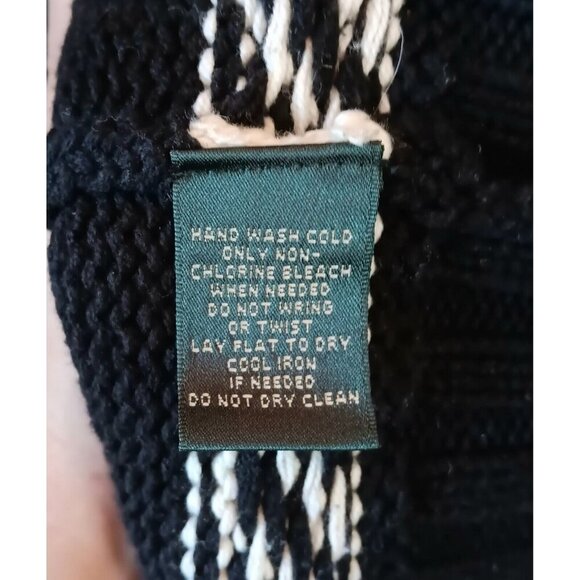 HAND WASH COLD
ONLY NON-
CHLORINE BLEACH
WHEN NEEDED
DO NOT WRING
OR TWIST
LAY FLAT TO DRY
COOL IRON
IF NEEDED
DO NOT DRY CLEAN